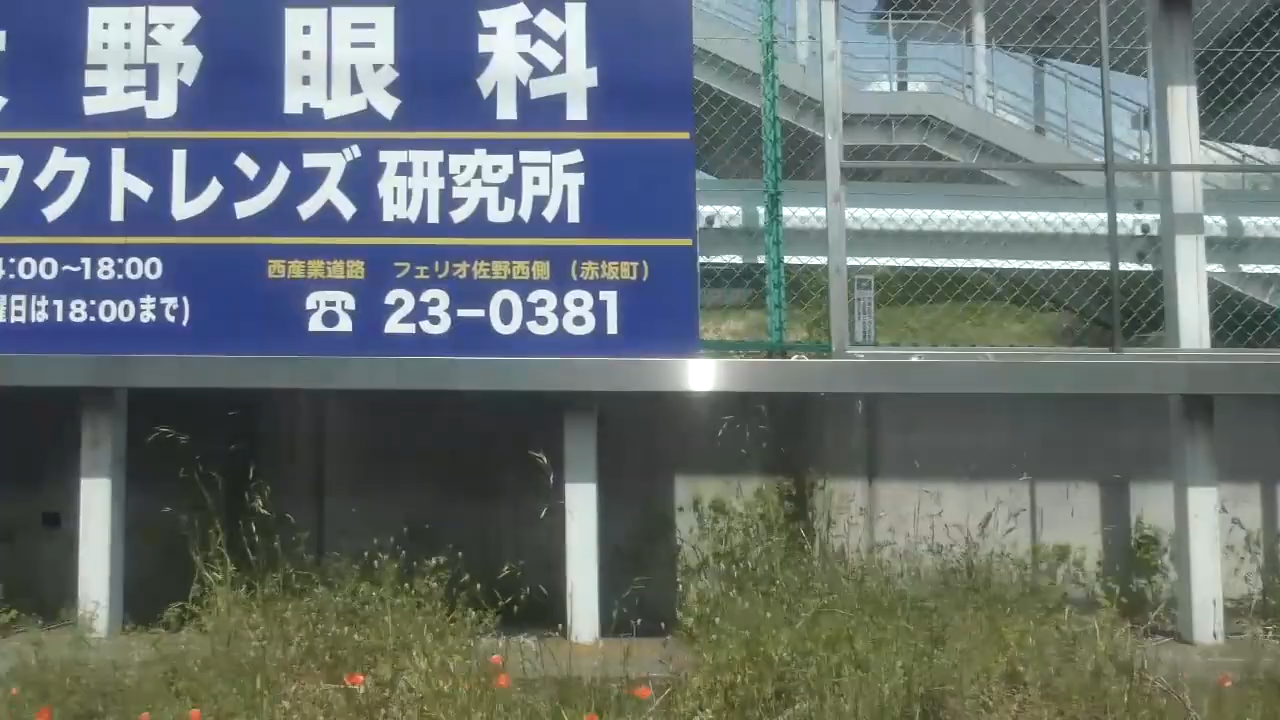 野眼科
タクトレンズ研究所
:00~18:00
曜日は18:00まで)
西産業道路 フェリオ佐野西側 (赤坂町)
☎ 23-0381